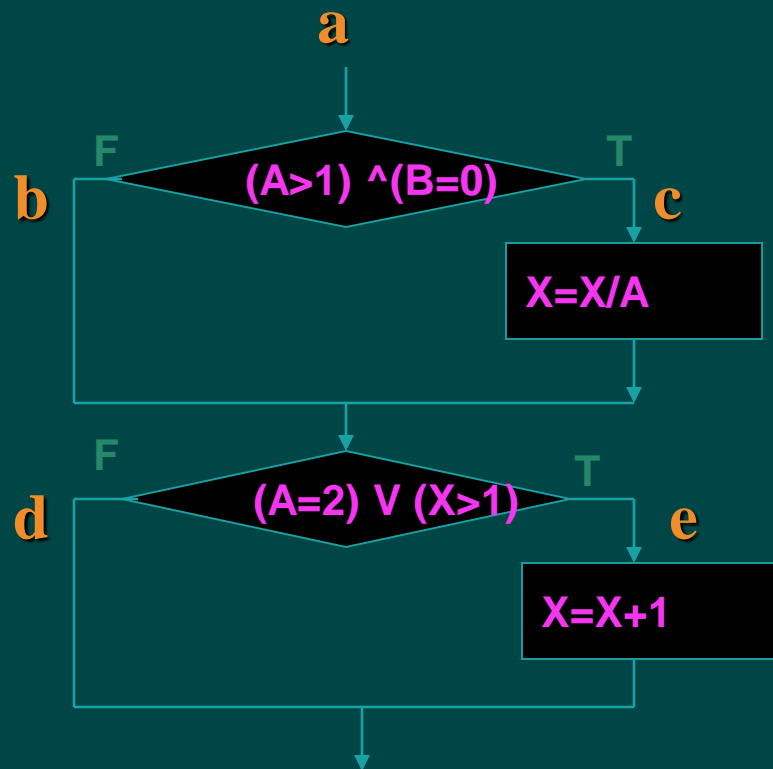 a
F
T
(A>1) ^(B=0)
b
c
X=X/A
F
T
(A=2) V (X>1)
d
e
X=X+1